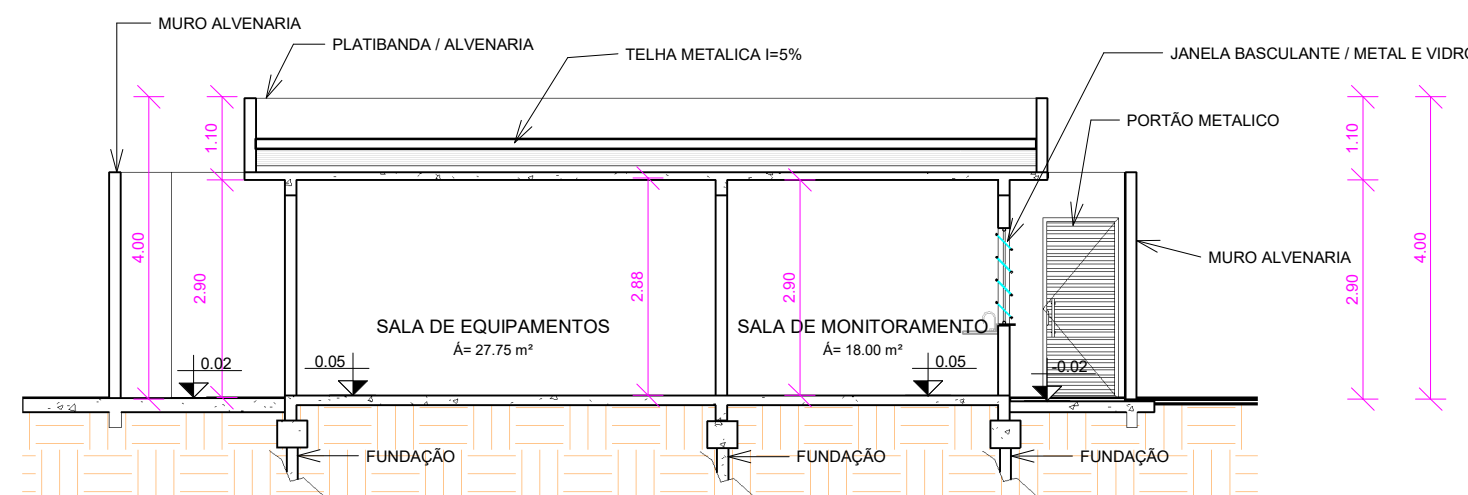 MURO ALVENARIA
PLATIBANDA / ALVENARIA
TELHA METALICA I=5%
JANELA BASCULANTE / METAL E VIDRO
PORTÃO METALICO
1.10
1.10
4.00
2.90
2.88
2.90
MURO ALVENARIA
2.90
4.00
SALA DE EQUIPAMENTOS
Á= 27.75 m²
SALA DE MONITORAMENTO
Á= 18.00 m²
0.02
0.05
0.05
-0.02
FUNDAÇÃO
FUNDAÇÃO
FUNDAÇÃO